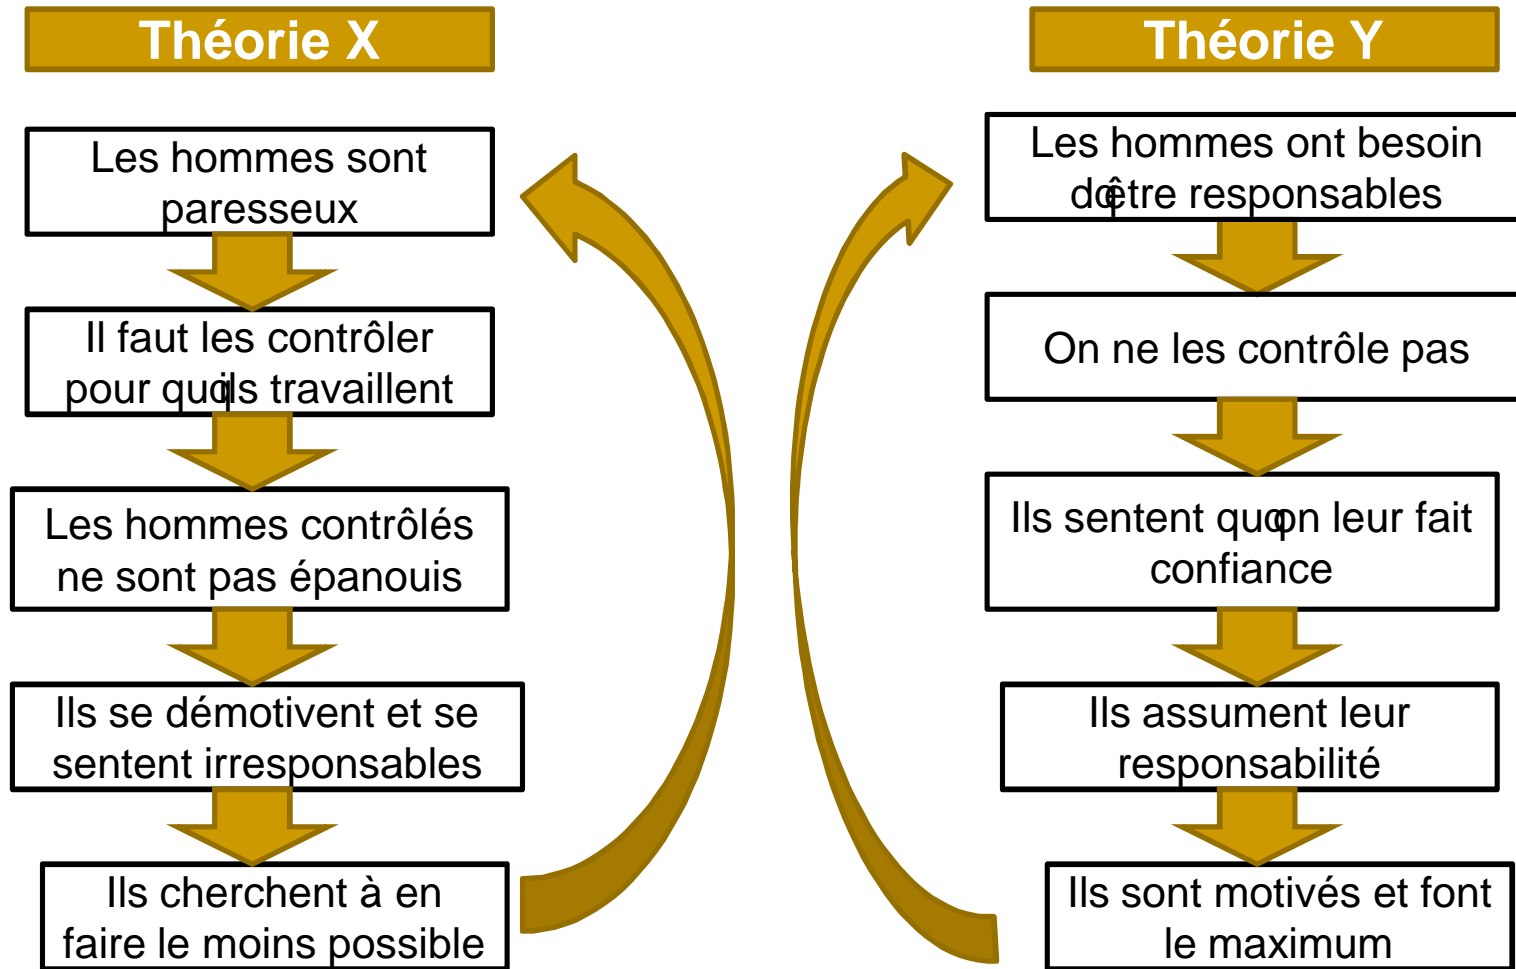 Théorie X
Les hommes sont
paresseux
Il faut les contrôler
pour quoils travaillent
Les hommes contrôlés
ne sont pas épanouis
Ils se démotivent et se
sentent irresponsables
Ils cherchent à en
faire le moins possible
Théorie Y
Les hommes ont besoin
doêtre responsables
On ne les contrôle pas
Ils sentent quoon leur fait
confiance
Ils assument leur
responsabilité
Ils sont motivés et font
le maximum